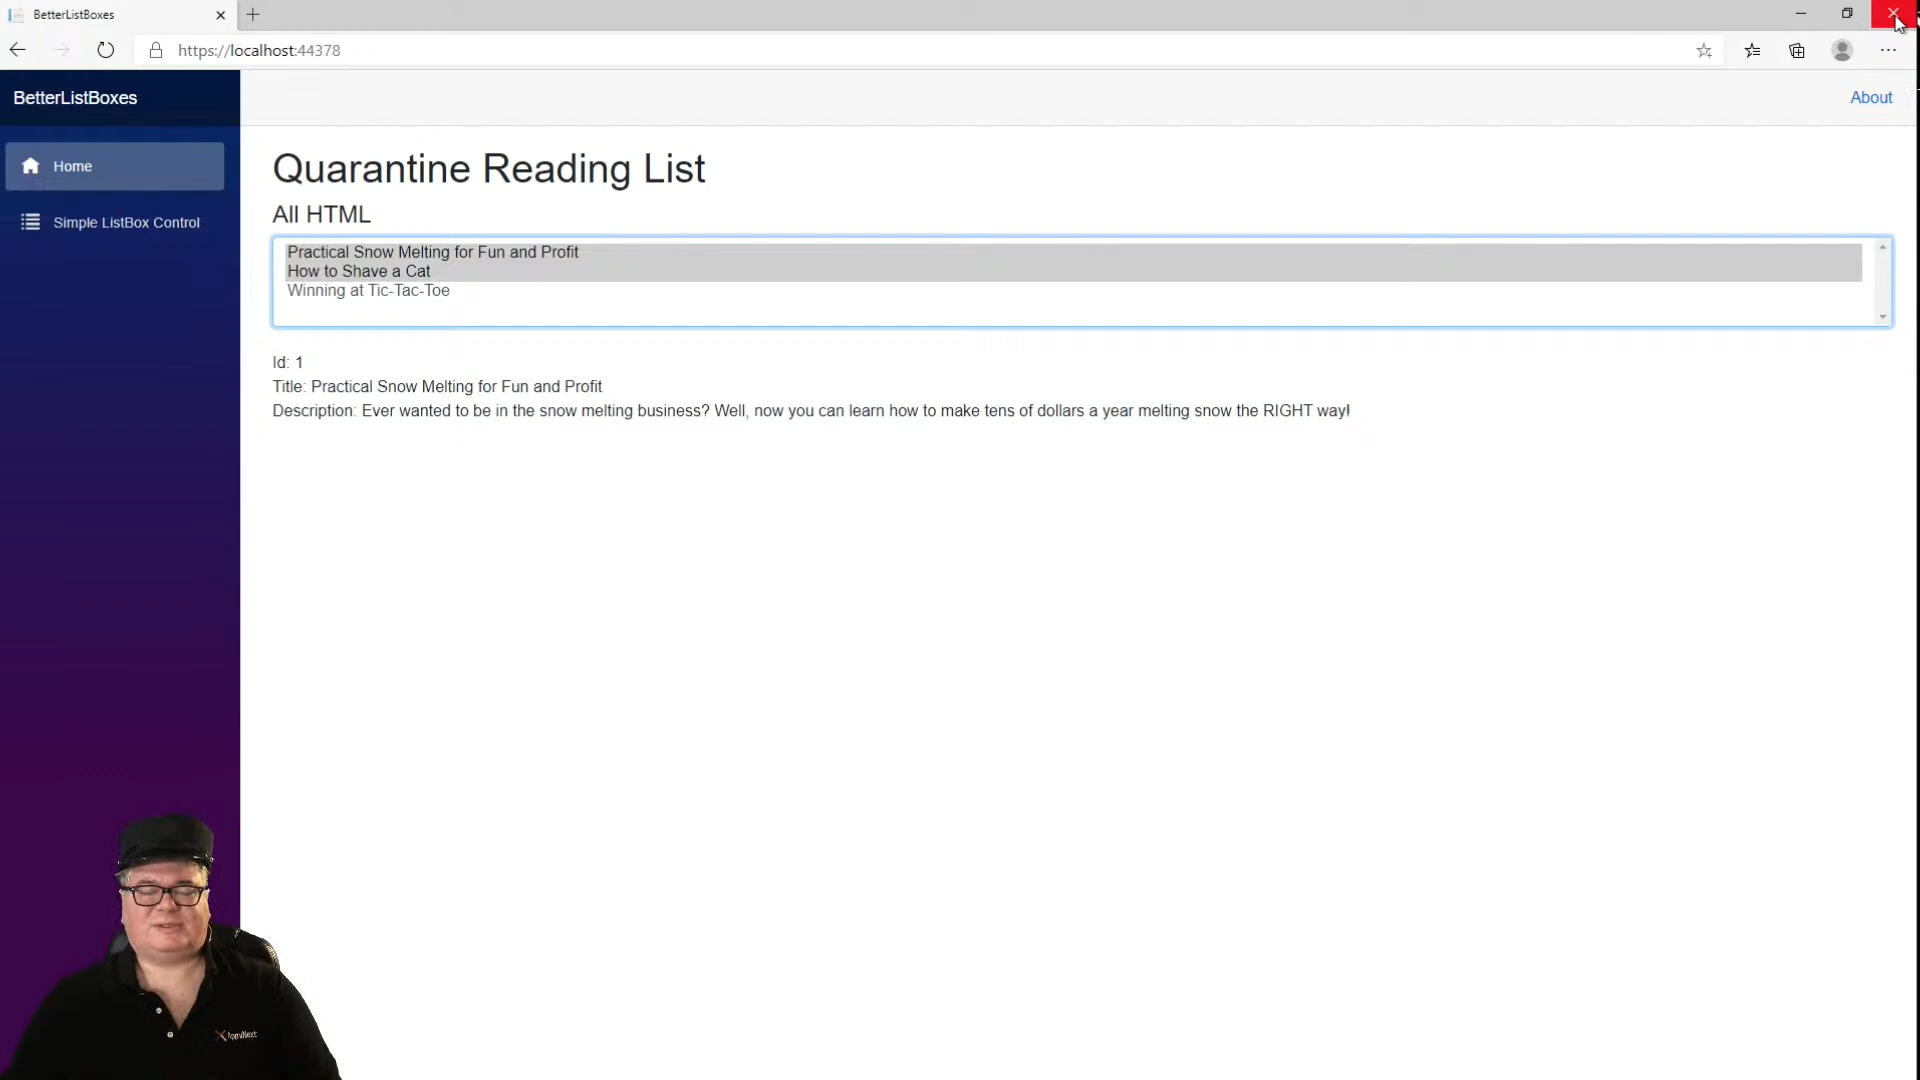 BetterListBoxes
https://localhost:44378
BetterListBoxes
About
Home
Simple ListBox Control
Quarantine Reading List
All HTML
Practical Snow Melting for Fun and Profit
How to Shave a Cat
Winning at Tic-Tac-Toe
Id: 1
Title: Practical Snow Melting for Fun and Profit
Description: Ever wanted to be in the snow melting business? Well, now you can learn how to make tens of dollars a year melting snow the RIGHT way!
AppvNext